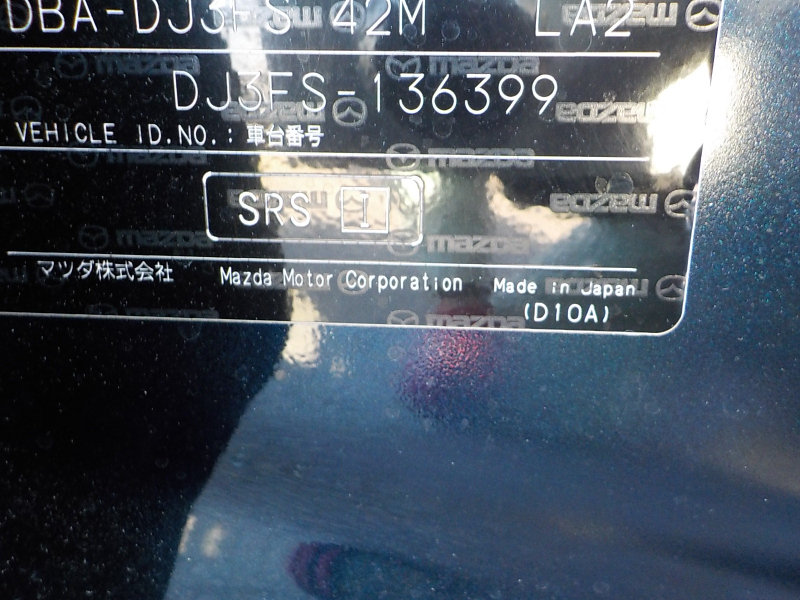 DBA-DJ3FS 42M LA2
DJ3FS-136399
VEHICLE ID.NO.: 車台番号
SRS I
マツダ株式会社 Mazda Motor Corporation Made in Japan
(D10A)